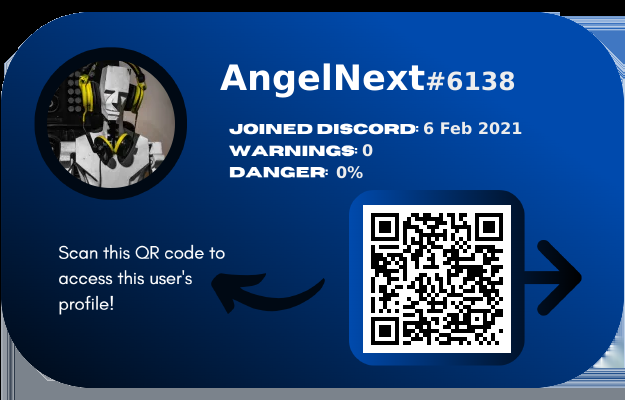 AngelNext#6138
JOINED DISCORD: 6 Feb 2021
WARNINGS: 0
DANGER: 0%
Scan this QR code to
access this user's
profile!